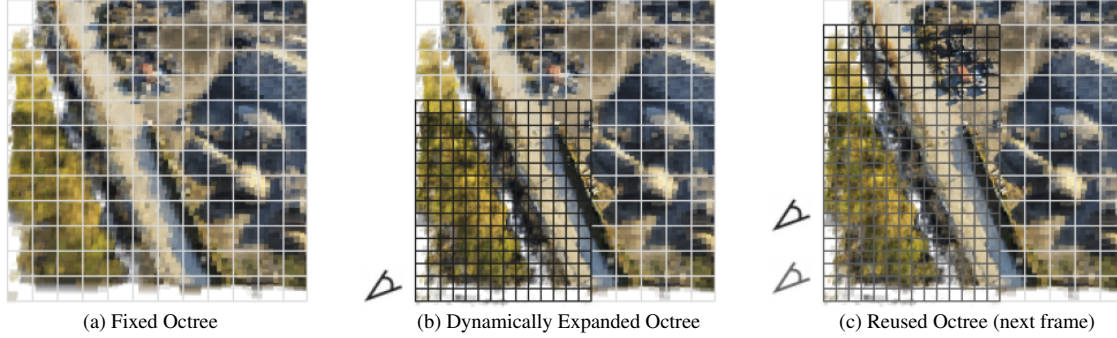 (a) Fixed Octree
(b) Dynamically Expanded Octree
(c) Reused Octree (next frame)